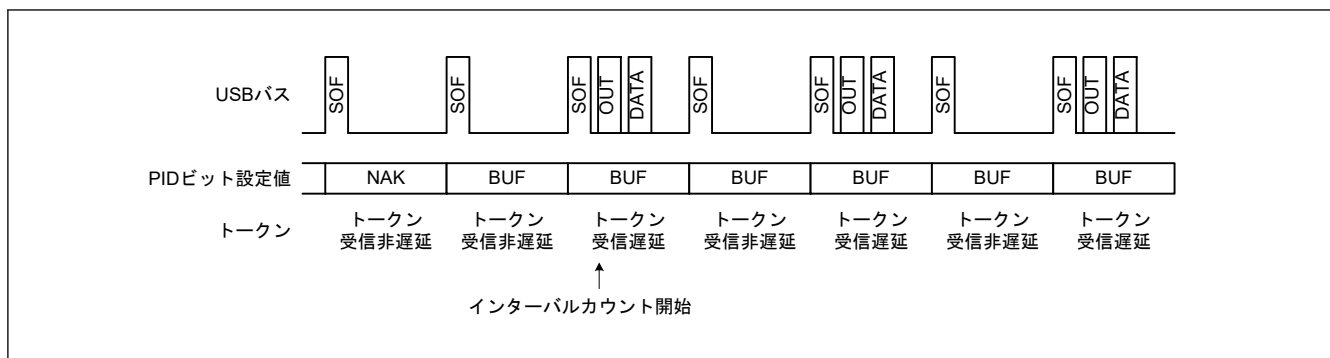 USBバス
SOF SOF SOF OUT DATA SOF SOF OUT DATA SOF SOF OUT DATA
PIDビット設定値 NAK BUF BUF BUF BUF BUF BUF
トークン
トークン トークン トークン トークン トークン トークン トークン
受信非遅延 受信非遅延 受信遅延 受信非遅延 受信遅延 受信非遅延 受信遅延
インターバルカウント開始